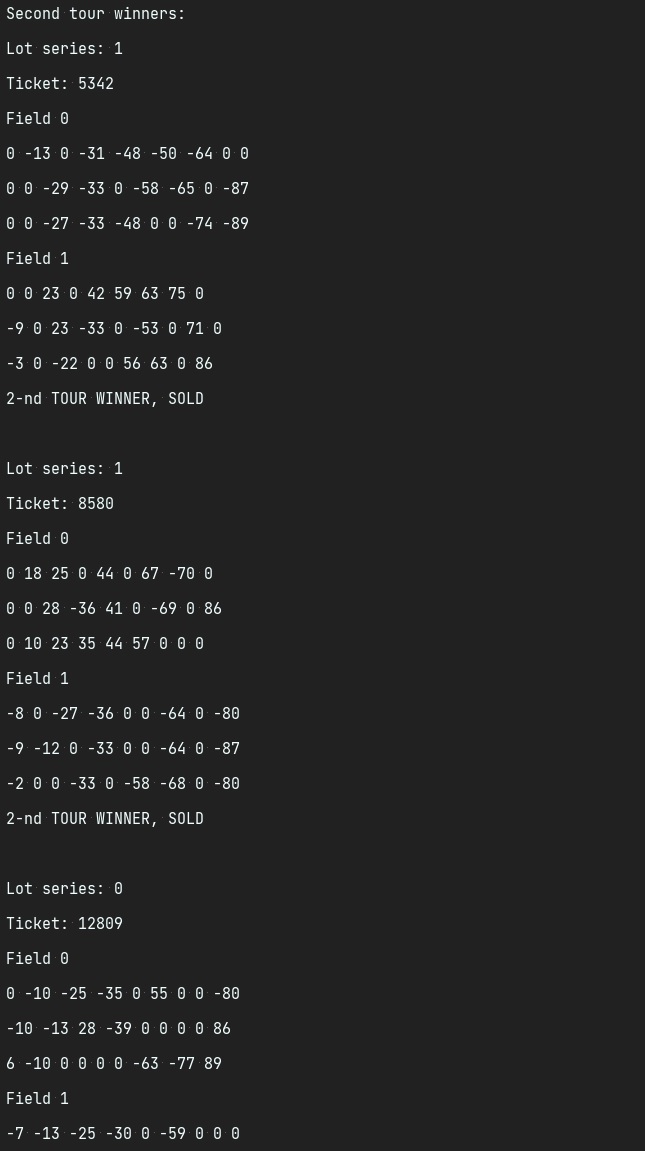 Second tour winners:
Lot series: 1
Ticket: 5342
Field 0
0 -13 0 -31 -48 -50 -64 0 0
0 0 -29 -33 0 -58 -65 0 -87
0 0 -27 -33 -48 0 0 -74 -89
Field 1
0 0 23 0 42 59 63 75 0
-9 0 23 -33 0 -53 0 71 0
-3 0 -22 0 0 56 63 0 86
2-nd TOUR WINNER, SOLD
Lot series: 1
Ticket: 8580
Field 0
0 18 25 0 44 0 67 -70 0
0 0 28 -36 41 0 -69 0 86
0 10 23 35 44 57 0 0 0
Field 1
-8 0 -27 -36 0 0 -64 0 -80
-9 -12 0 -33 0 0 -64 0 -87
-2 0 0 -33 0 -58 -68 0 -80
2-nd TOUR WINNER, SOLD
Lot series: 0
Ticket: 12809
Field 0
0 -10 -25 -35 0 55 0 0 -80
-10 -13 28 -39 0 0 0 0 86
6 -10 0 0 0 0 -63 -77 89
Field 1
-7 -13 -25 -30 0 -59 0 0 0